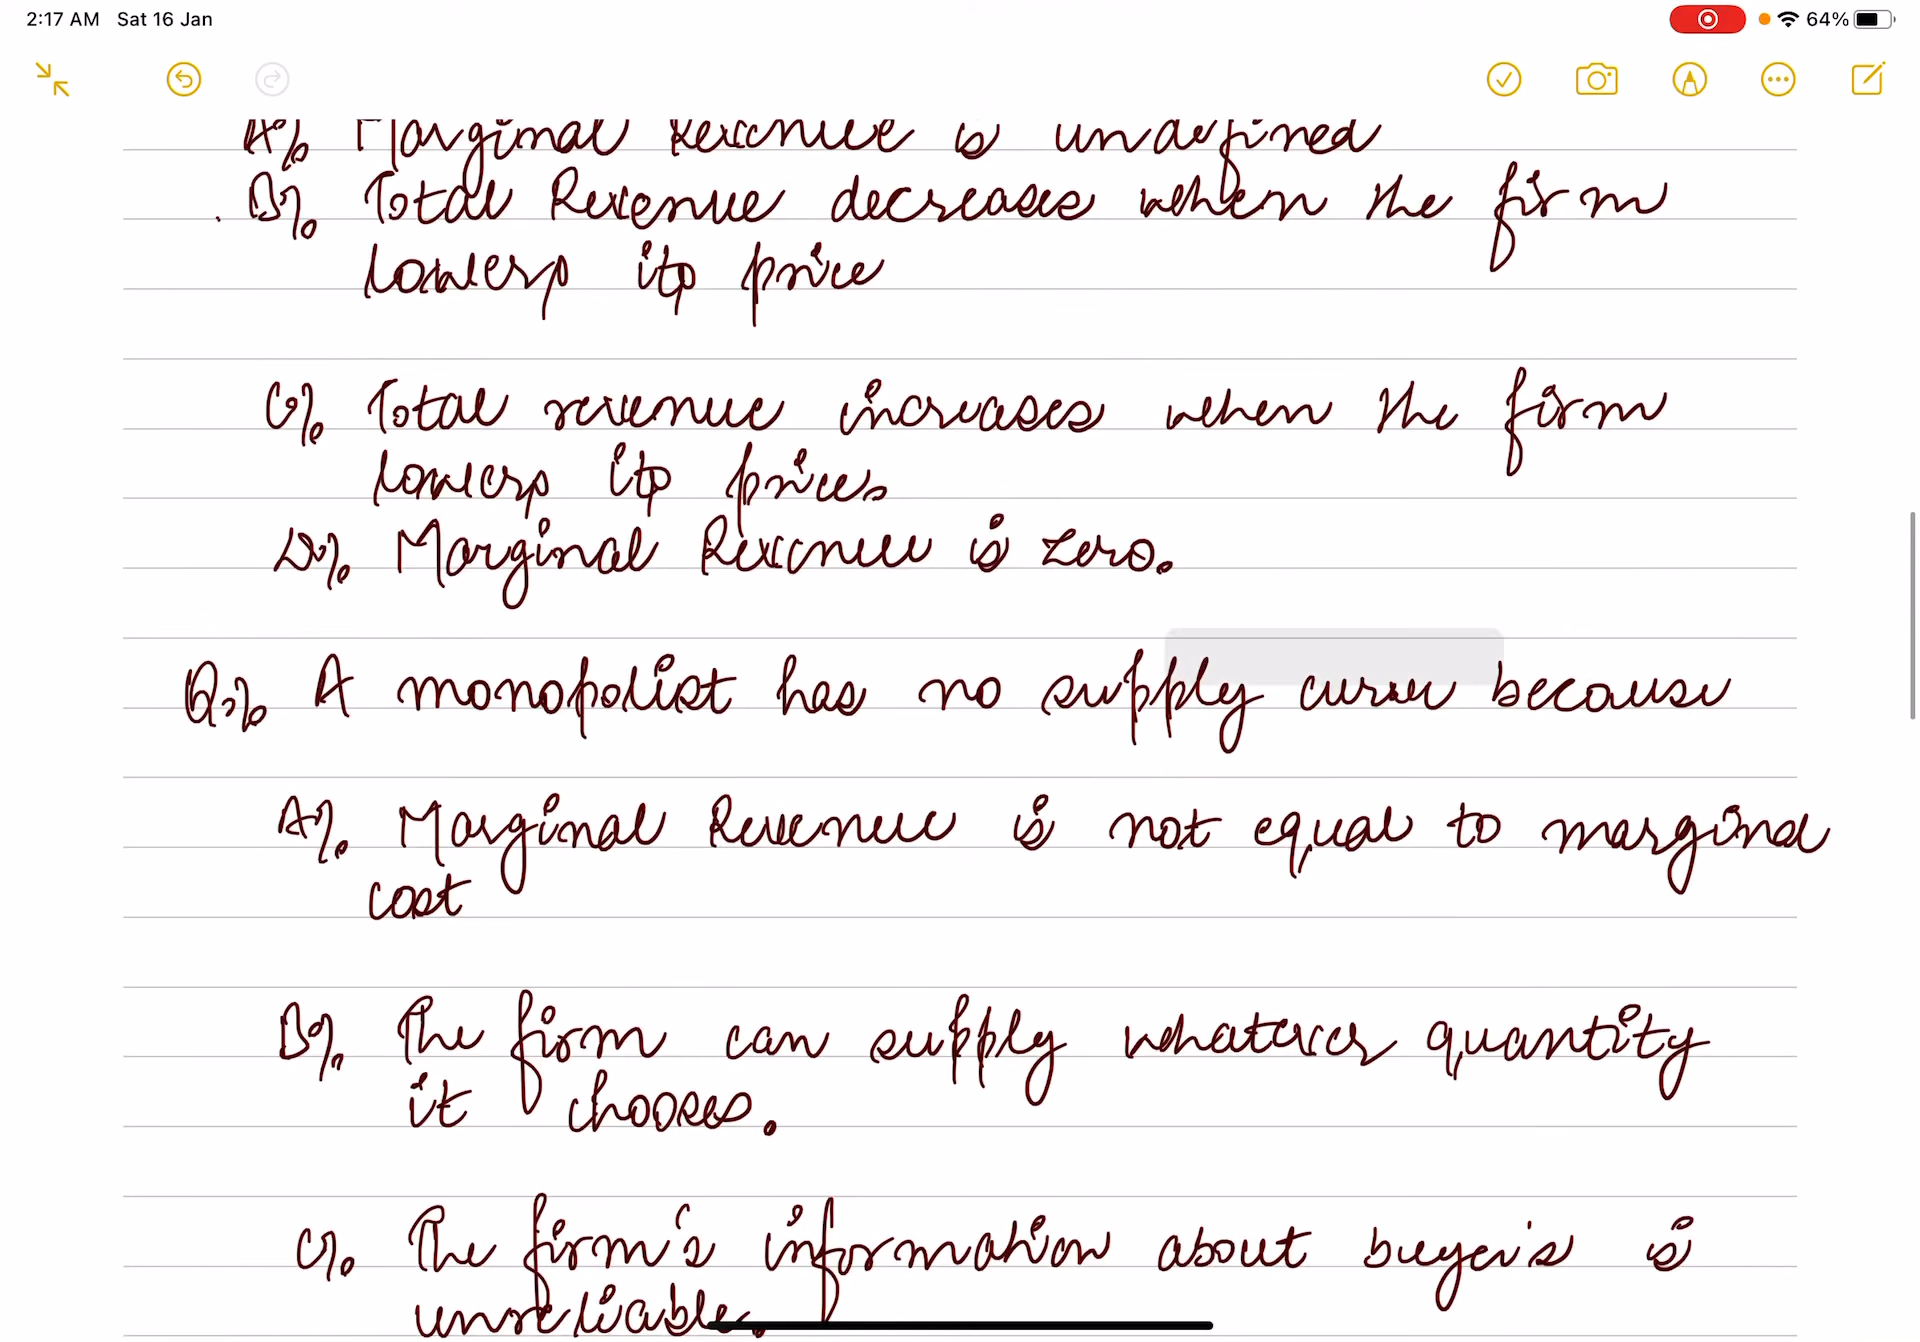 2:17 AM Sat 16 Jan 64%
A% Marginal Revenue is undefined
B% Total Revenue decreases when the firm
lowers its price
C% Total revenue increases when the firm
lowers its price.
D% Marginal Revenue is Zero.
Q.% A monopolist has no supply curve because
A%. Marginal Revenue is not equal to marginal
cost
B%. The firm can supply whatever quantity
it chooses.
C%. The firm's information about buyer's is
unreliable.